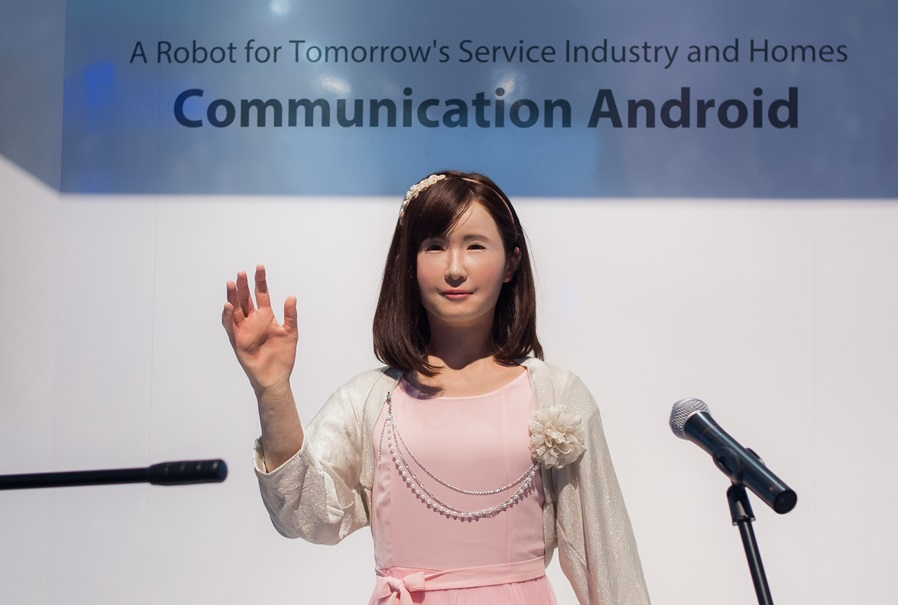 A Robot for Tomorrow's Service Industry and Homes
Communication Android